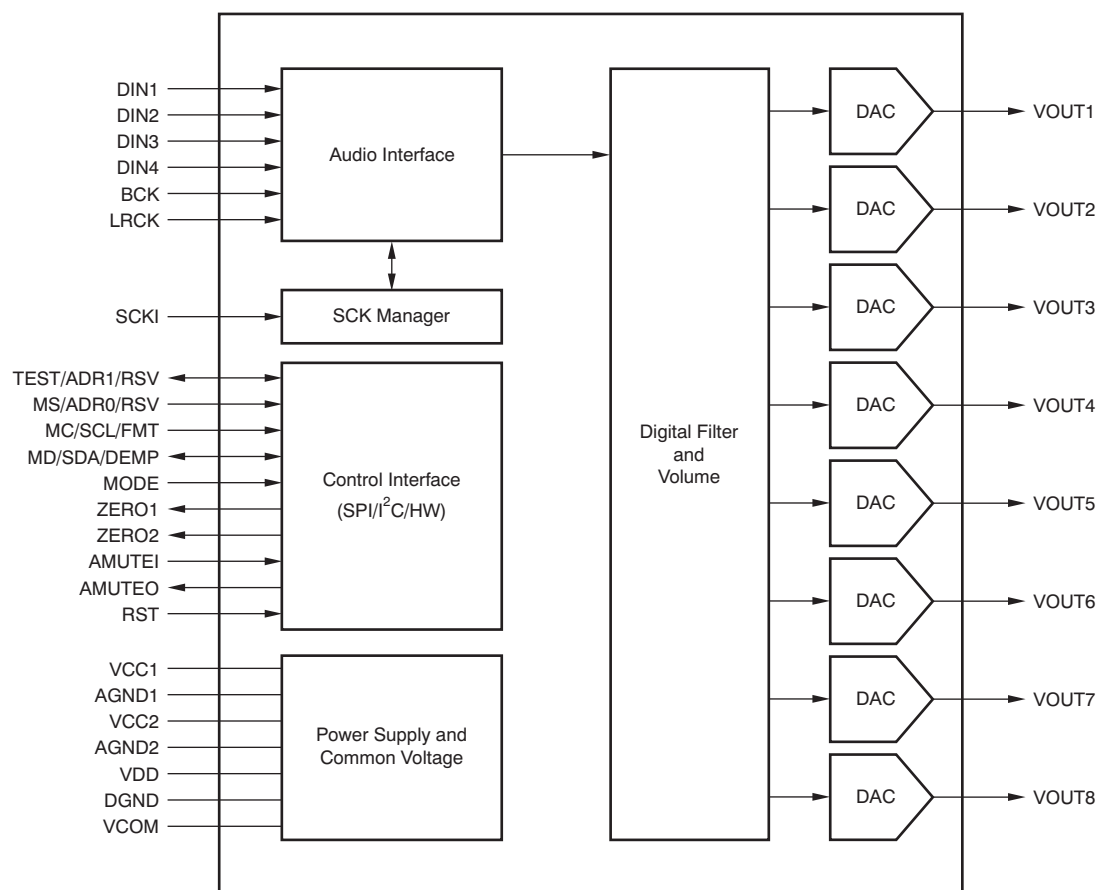 DIN1
DIN2
DIN3
DIN4
BCK
LRCK
Audio Interface
SCKI
SCK Manager
TEST/ADR1/RSV
MS/ADR0/RSV
MC/SCL/FMT
MD/SDA/DEMP
MODE
ZERO1
ZERO2
AMUTEI
AMUTEO
RST
Control Interface
(SPI/I²C/HW)
VCC1
AGND1
VCC2
AGND2
VDD
DGND
VCOM
Power Supply and
Common Voltage
Digital Filter
and
Volume
DAC
VOUT1
DAC
VOUT2
DAC
VOUT3
DAC
VOUT4
DAC
VOUT5
DAC
VOUT6
DAC
VOUT7
DAC
VOUT8